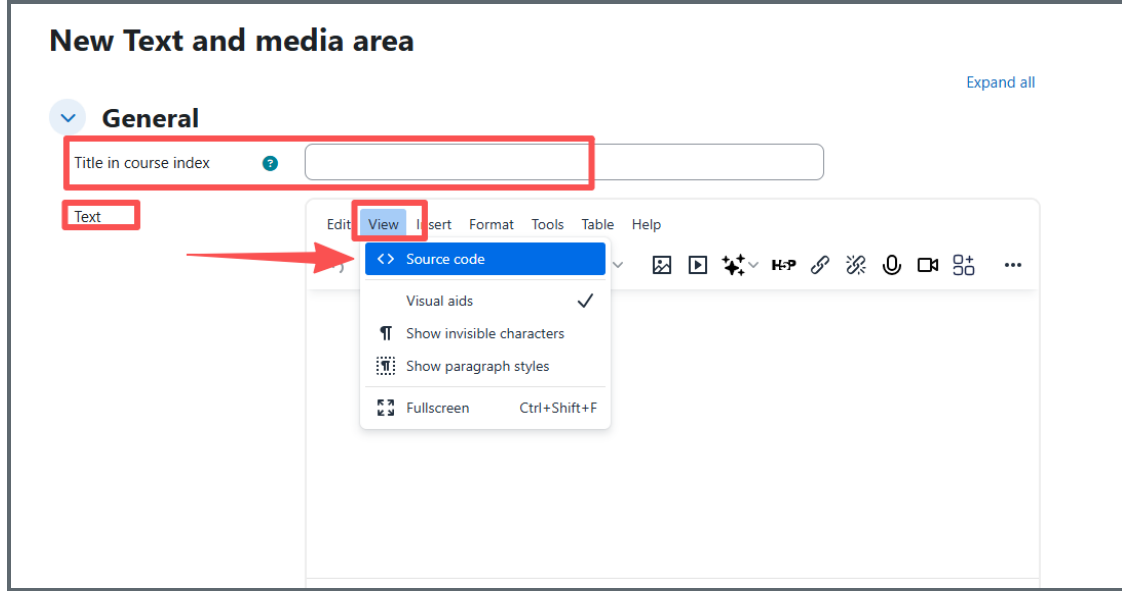 New Text and media area
Expand all
General
Title in course index ?
Text
Edit View Insert Format Tools Table Help
<> Source code
H-P
Visual aids
¶ Show invisible characters
¶ Show paragraph styles
Fullscreen Ctrl+Shift+F